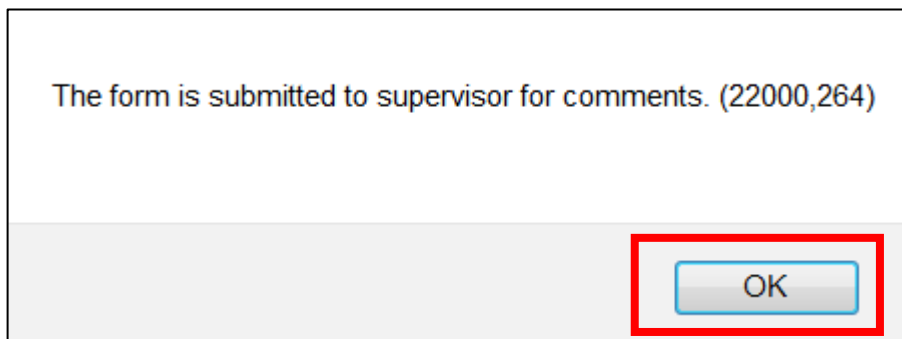 The form is submitted to supervisor for comments. (22000,264)
OK